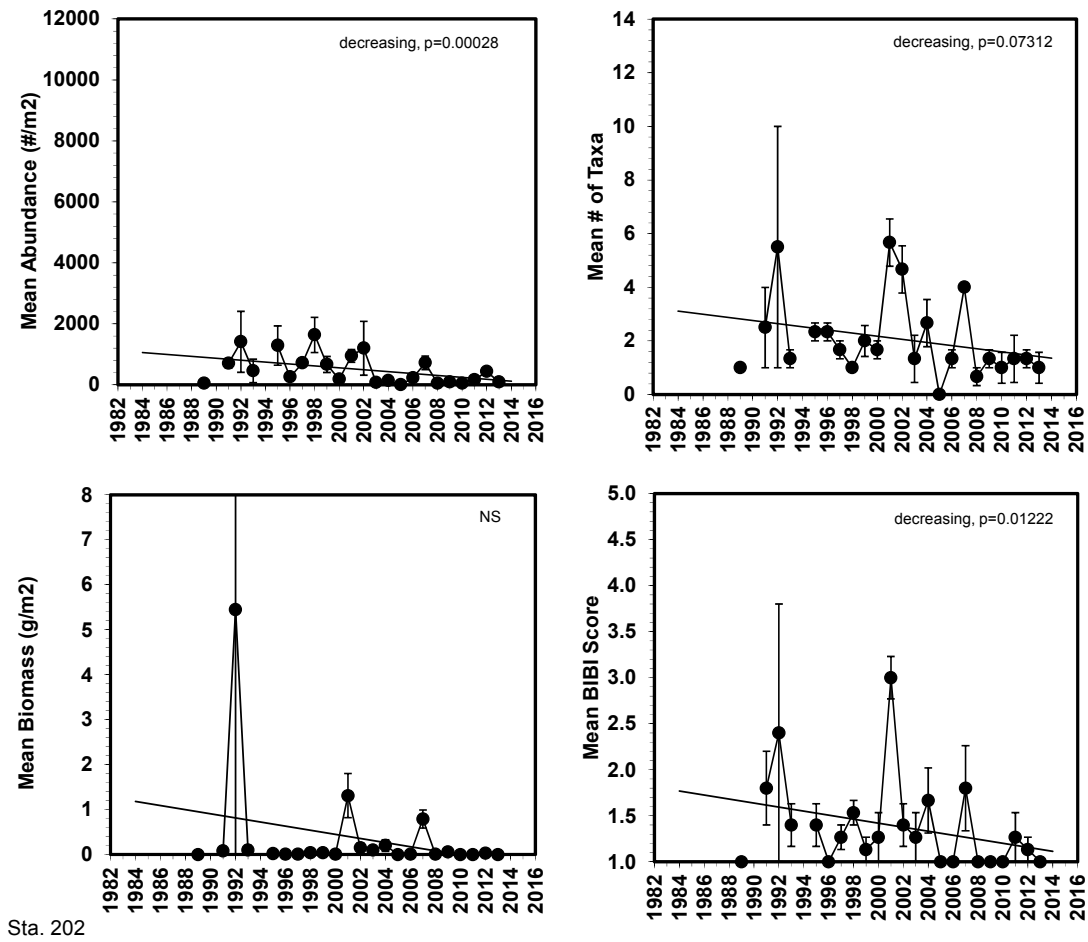 12000
10000
8000
6000
4000
2000
0
Mean Abundance (#/m2)
decreasing, p=0.00028
1982 1984 1986 1988 1990 1992 1994 1996 1998 2000 2002 2004 2006 2008 2010 2012 2014 2016
14
12
10
8
6
4
2
0
Mean # of Taxa
decreasing, p=0.07312
1982 1984 1986 1988 1990 1992 1994 1996 1998 2000 2002 2004 2006 2008 2010 2012 2014 2016
8
7
6
5
4
3
2
1
0
Mean Biomass (g/m2)
NS
1982 1984 1986 1988 1990 1992 1994 1996 1998 2000 2002 2004 2006 2008 2010 2012 2014 2016
5.0
4.5
4.0
3.5
3.0
2.5
2.0
1.5
1.0
Mean BIBI Score
decreasing, p=0.01222
1982 1984 1986 1988 1990 1992 1994 1996 1998 2000 2002 2004 2006 2008 2010 2012 2014 2016
Sta. 202